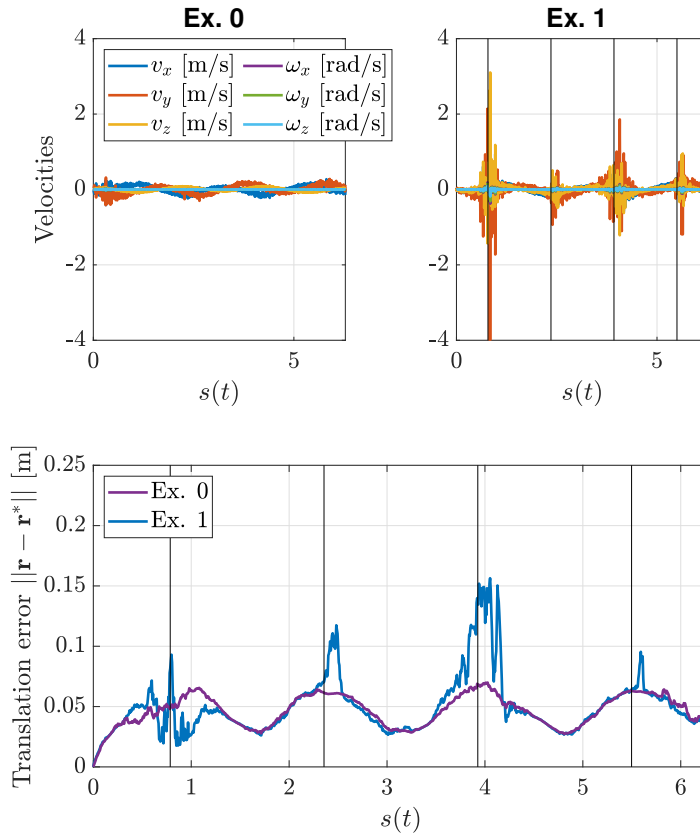 Ex. 0
Ex. 1
4
2
0
-2
-4
Velocities
v_x [m/s]
v_y [m/s]
v_z [m/s]
ω_x [rad/s]
ω_y [rad/s]
ω_z [rad/s]
0
5
s(t)
4
2
0
-2
-4
0
5
s(t)
0.25
0.2
0.15
0.1
0.05
0
Translation error ||r − r*|| [m]
Ex. 0
Ex. 1
0
1
2
3
4
5
6
s(t)